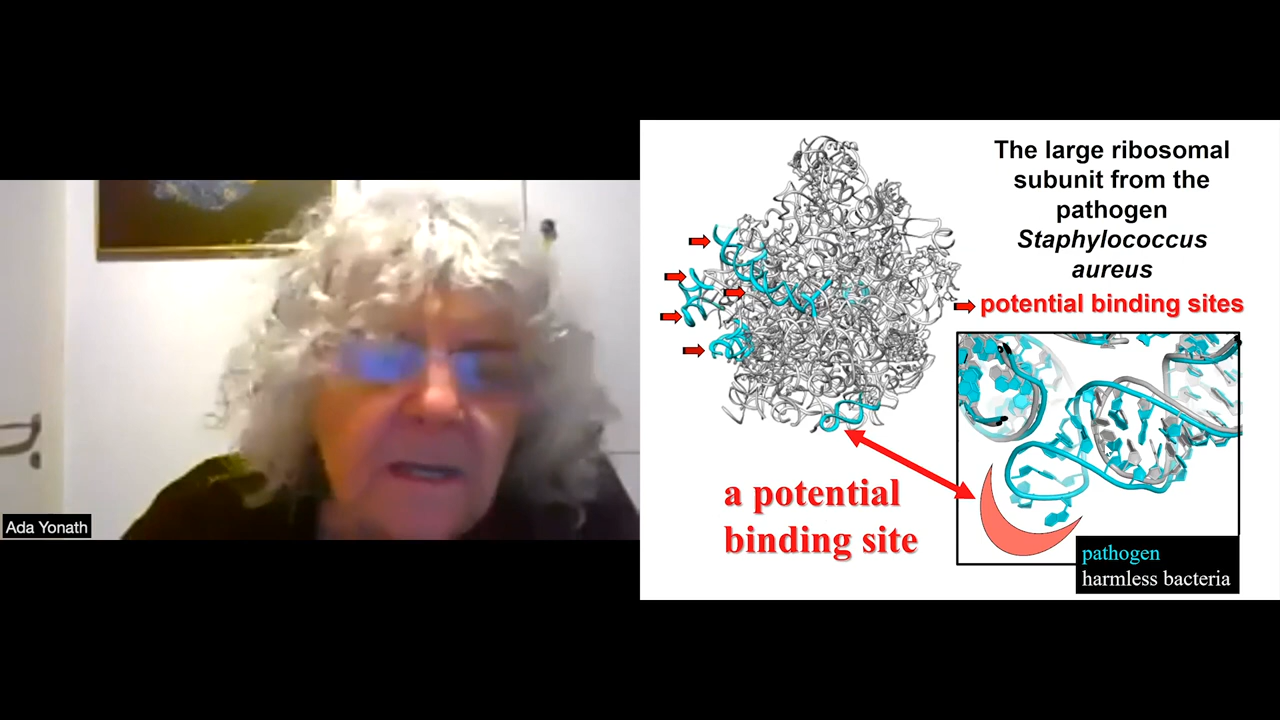 Ada Yonath
The large ribosomal
subunit from the
pathogen
Staphylococcus
aureus
potential binding sites
a potential
binding site
pathogen
harmless bacteria